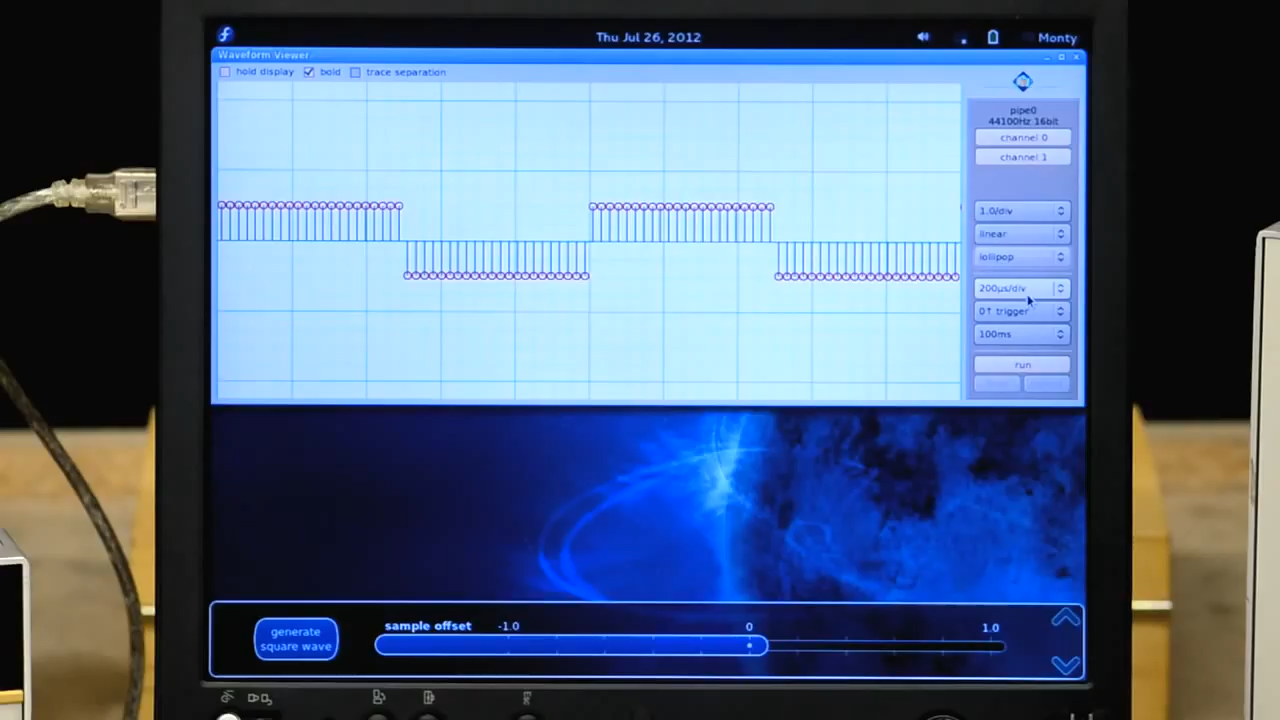 Thu Jul 26, 2012
Monty
Waveform Viewer
hold display
bold
trace separation
pipe0
44100Hz 16bit
channel 0
channel 1
1.0/div
linear
lollipop
200µs/div
0↑ trigger
100ms
run
generate
square wave
sample offset
-1.0
0
1.0